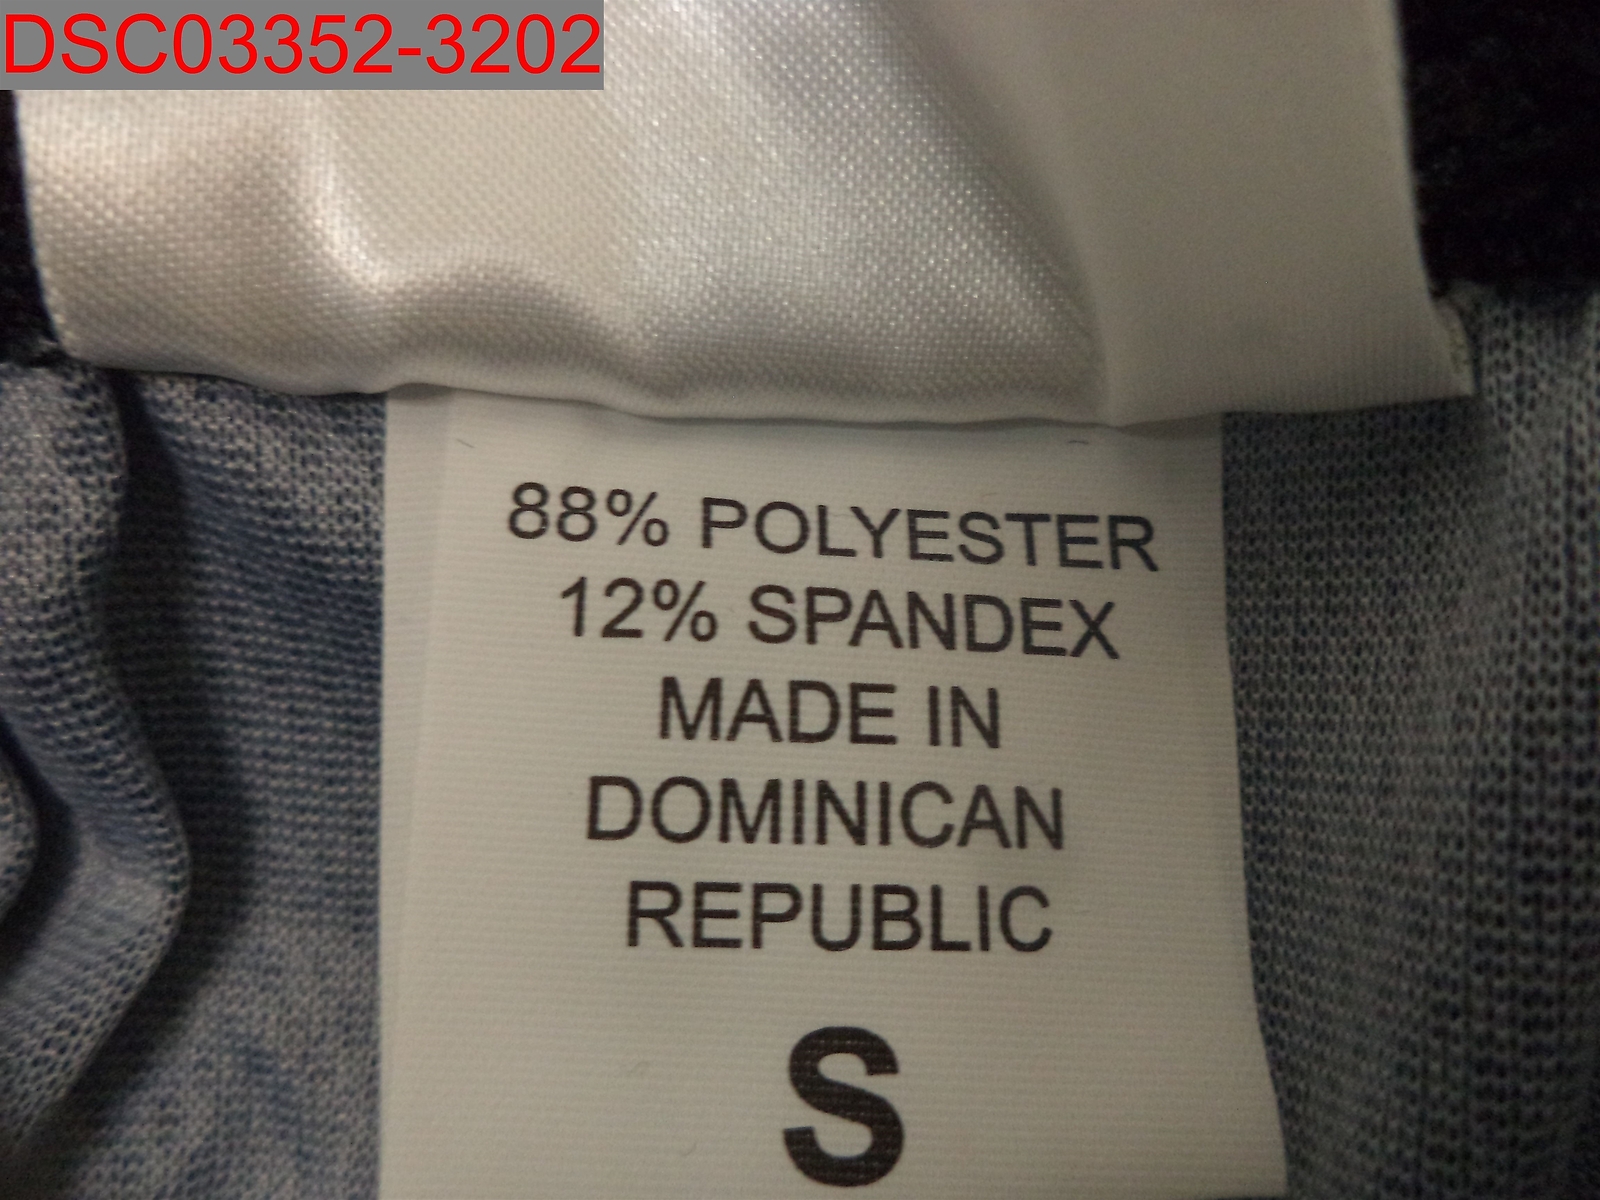 DSC03352-3202
88% POLYESTER
12% SPANDEX
MADE IN
DOMINICAN
REPUBLIC
S